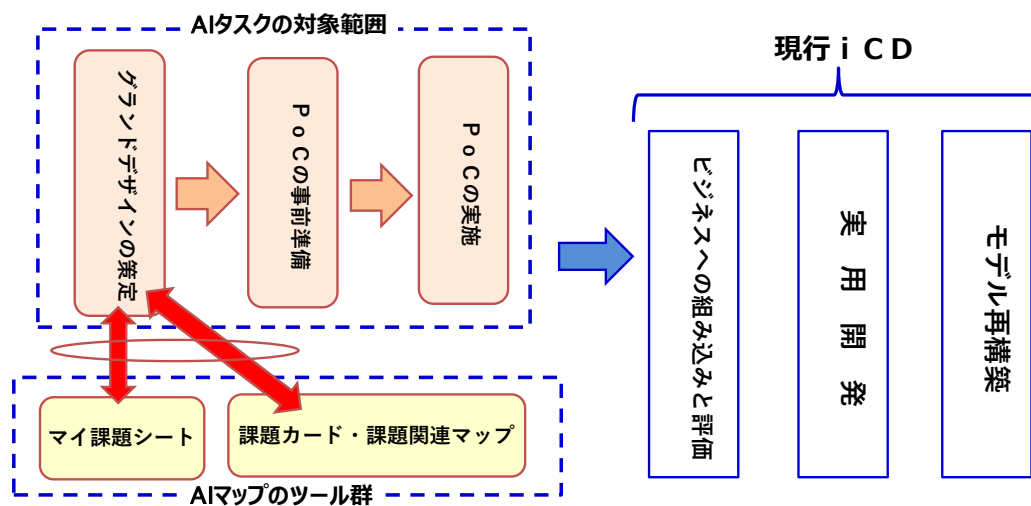 AIタスクの対象範囲
グランドデザインの策定
PoCの事前準備
PoCの実施
現行ｉＣＤ
ビジネスへの組み込みと評価
実用開発
モデル再構築
マイ課題シート
課題カード・課題関連マップ
AIマップのツール群